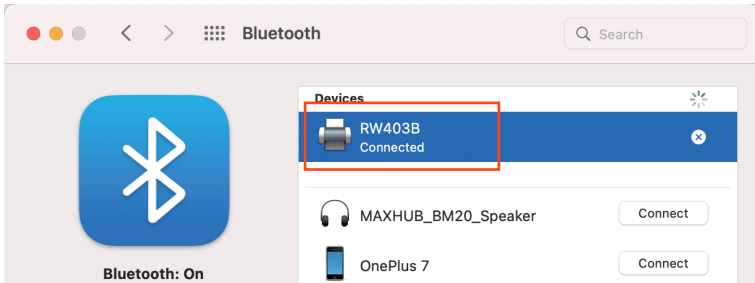 Bluetooth
Search
Devices
RW403B
Connected
MAXHUB_BM20_Speaker
Connect
OnePlus 7
Connect
Bluetooth: On